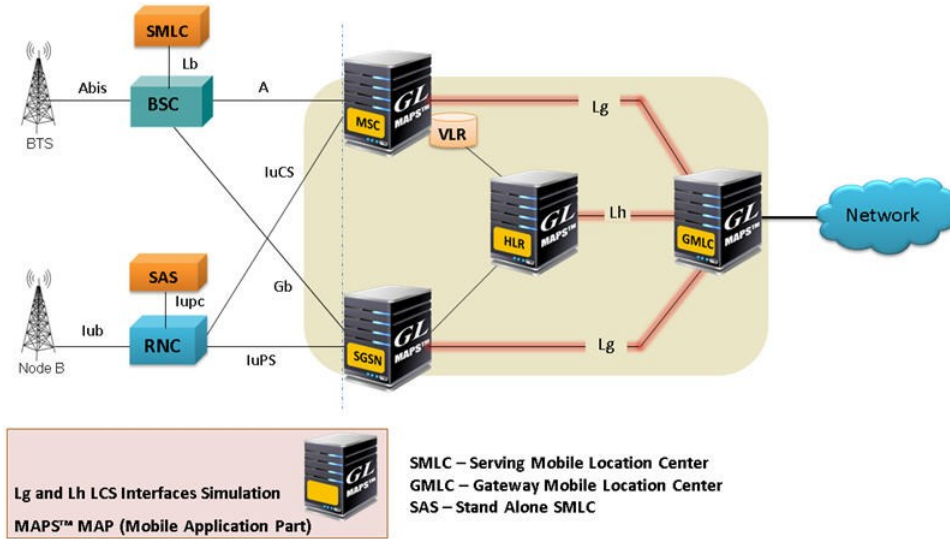 SMLC
Lb
Abis
BSC
A
BTS
GL
MAPS™
MSC
VLR
Lg
IuCS
GL
MAPS™
HLR
Lh
GL
MAPS™
GMLC
Network
SAS
Iupc
Gb
Iub
RNC
IuPS
Node B
GL
MAPS™
SGSN
Lg
GL
MAPS™
Lg and Lh LCS Interfaces Simulation
MAPS™ MAP (Mobile Application Part)
SMLC – Serving Mobile Location Center
GMLC – Gateway Mobile Location Center
SAS – Stand Alone SMLC